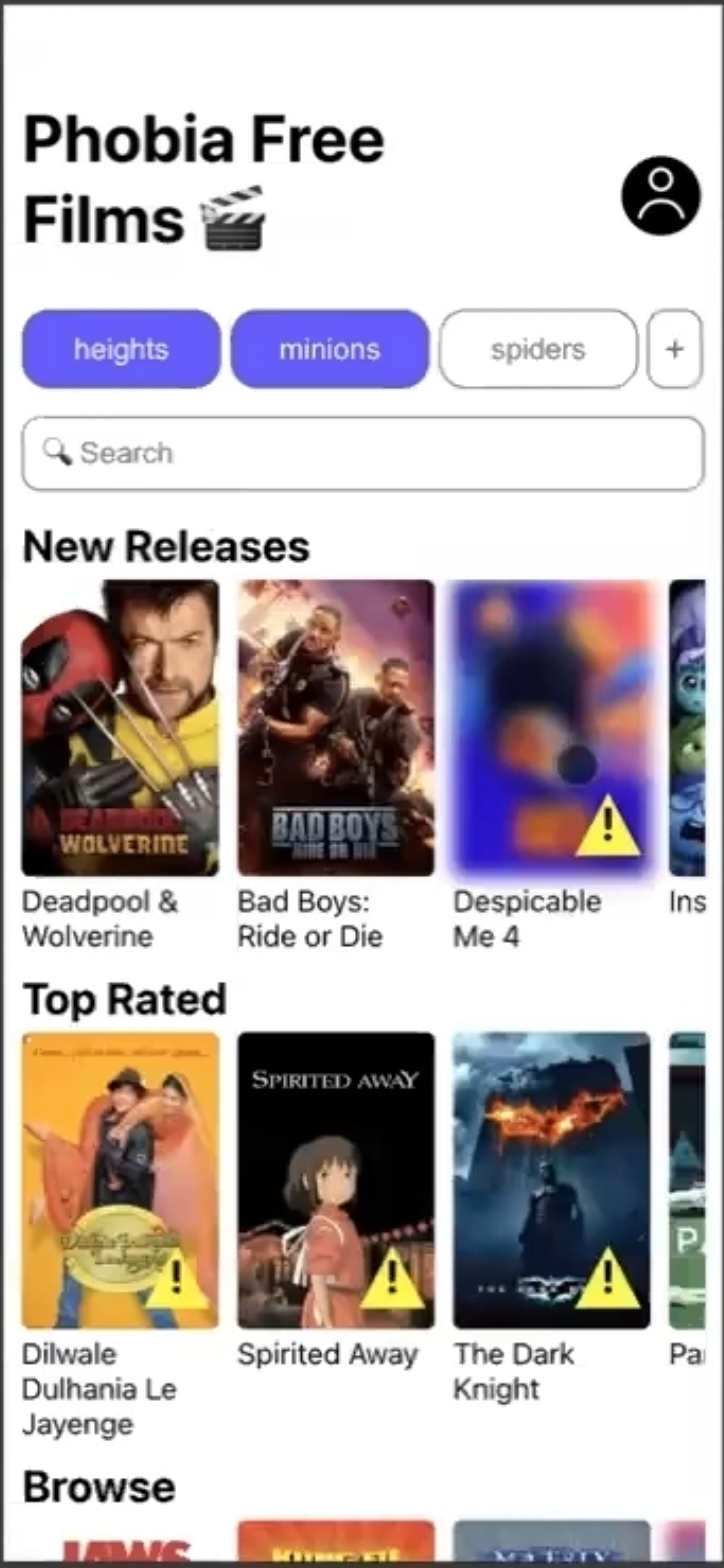 Phobia Free
Films
heights
minions
spiders
+
Search
New Releases
DEADPOOL
WOLVERINE
BAD BOYS
RIDE OR DIE
Deadpool &
Wolverine
Bad Boys:
Ride or Die
Despicable
Me 4
Ins
Top Rated
SPIRITED AWAY
PA
Dilwale
Dulhania Le
Jayenge
Spirited Away
The Dark
Knight
Pa
Browse
JAWS